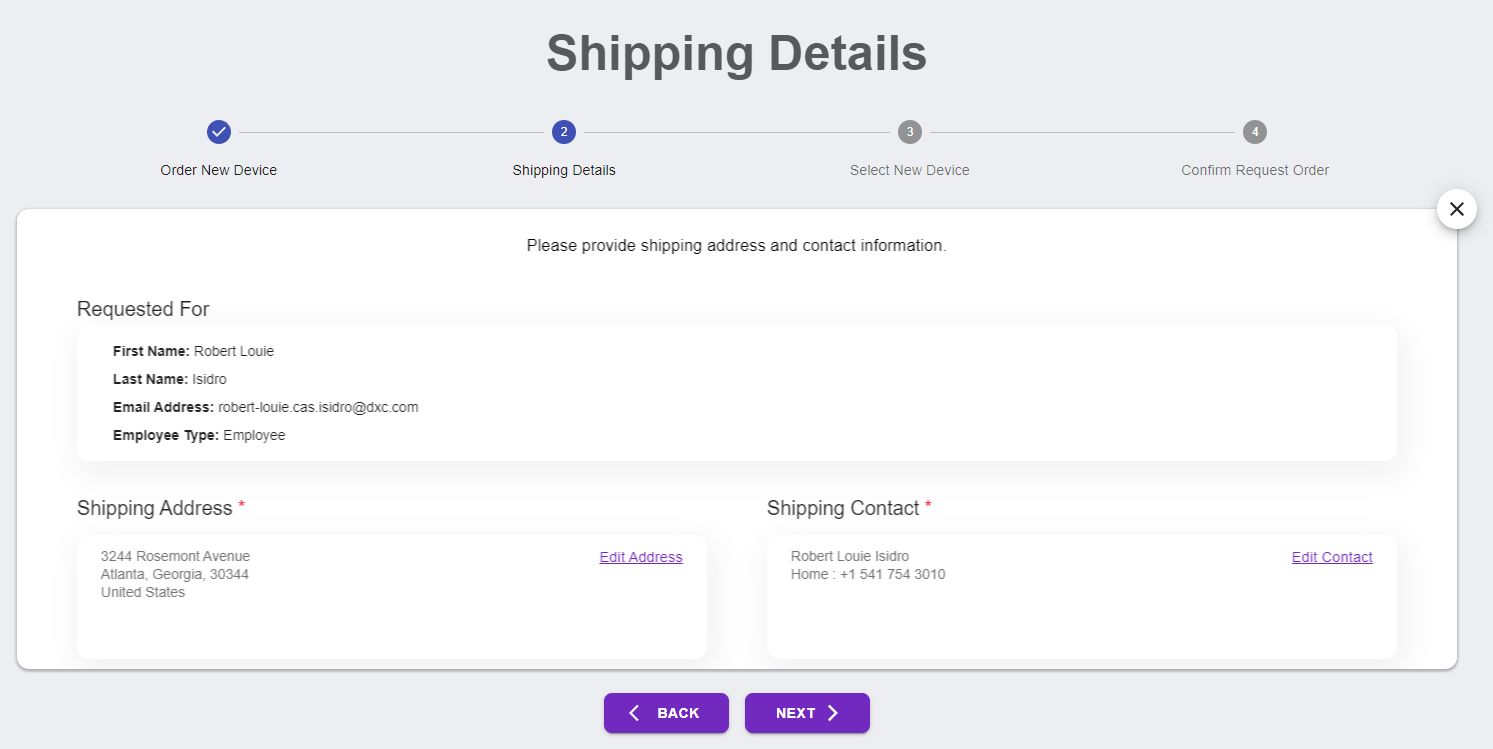 Shipping Details
2
3
4
Order New Device
Shipping Details
Select New Device
Confirm Request Order
Please provide shipping address and contact information.
Requested For
First Name: Robert Louie
Last Name: Isidro
Email Address: robert-louie.cas.isidro@dxc.com
Employee Type: Employee
Shipping Address *
3244 Rosemont Avenue
Atlanta, Georgia, 30344
United States
Edit Address
Shipping Contact *
Robert Louie Isidro
Home : +1 541 754 3010
Edit Contact
BACK
NEXT